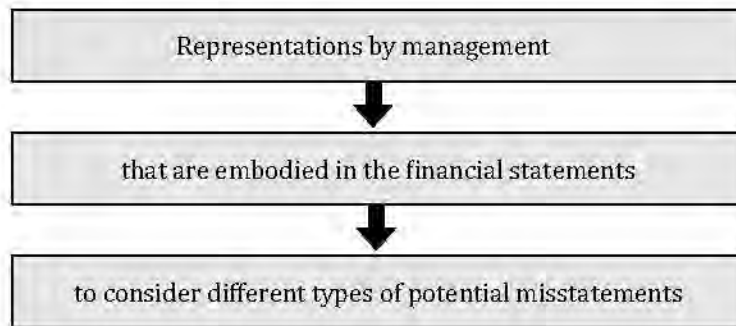 Representations by management
that are embodied in the financial statements
to consider different types of potential misstatements